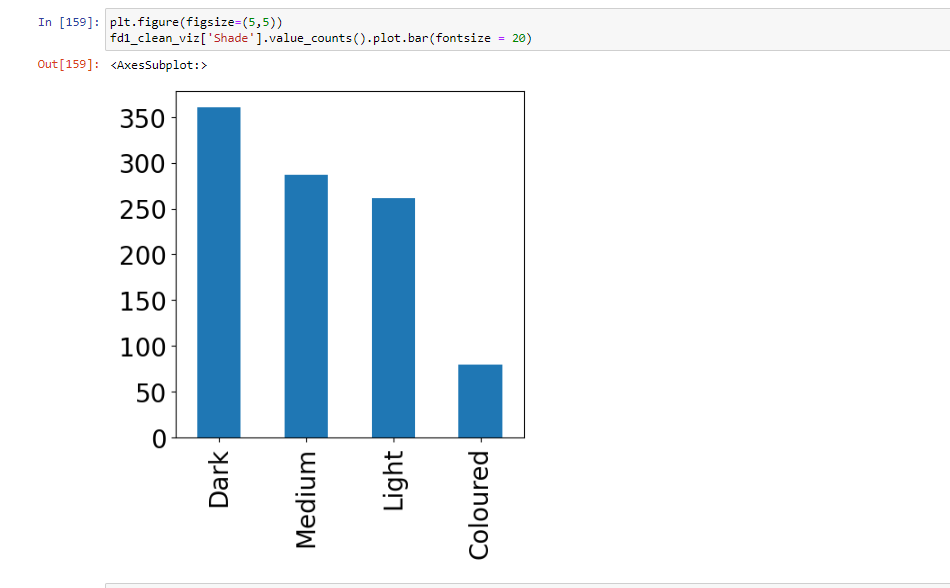 In [159]: plt.figure(figsize=(5,5))
fd1_clean_viz['Shade'].value_counts().plot.bar(fontsize = 20)
Out[159]: <AxesSubplot:>
350
300
250
200
150
100
50
0
Dark
Medium
Light
Coloured